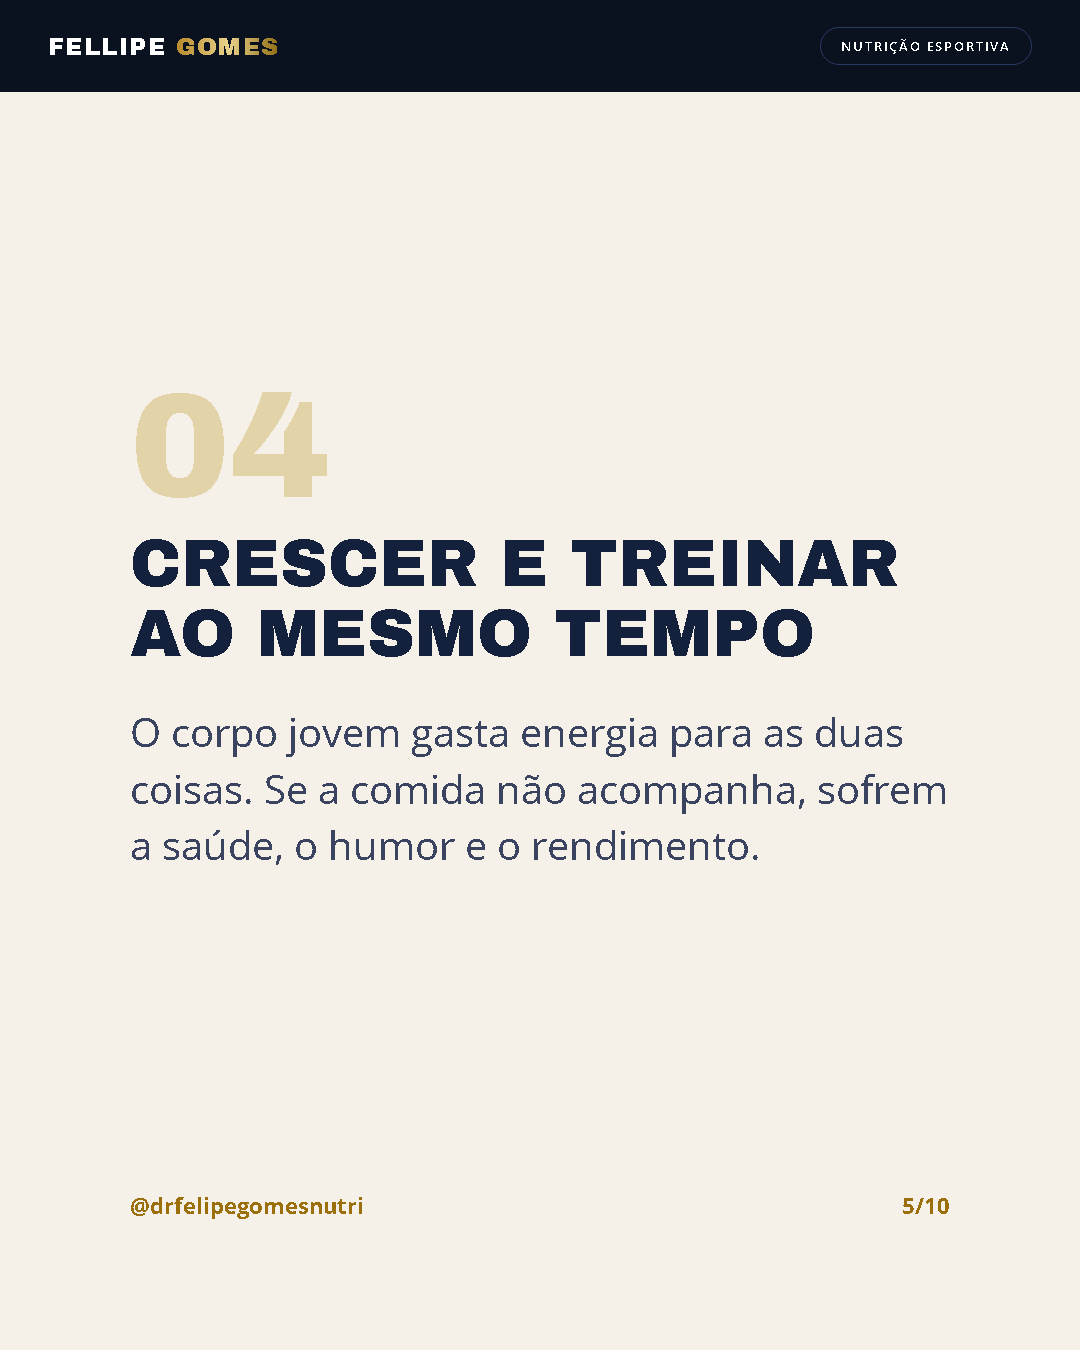 FELLIPE GOMES
NUTRIÇÃO ESPORTIVA
04
CRESCER E TREINAR
AO MESMO TEMPO
O corpo jovem gasta energia para as duas
coisas. Se a comida não acompanha, sofrem
a saúde, o humor e o rendimento.
@drfelipegomesnutri
5/10